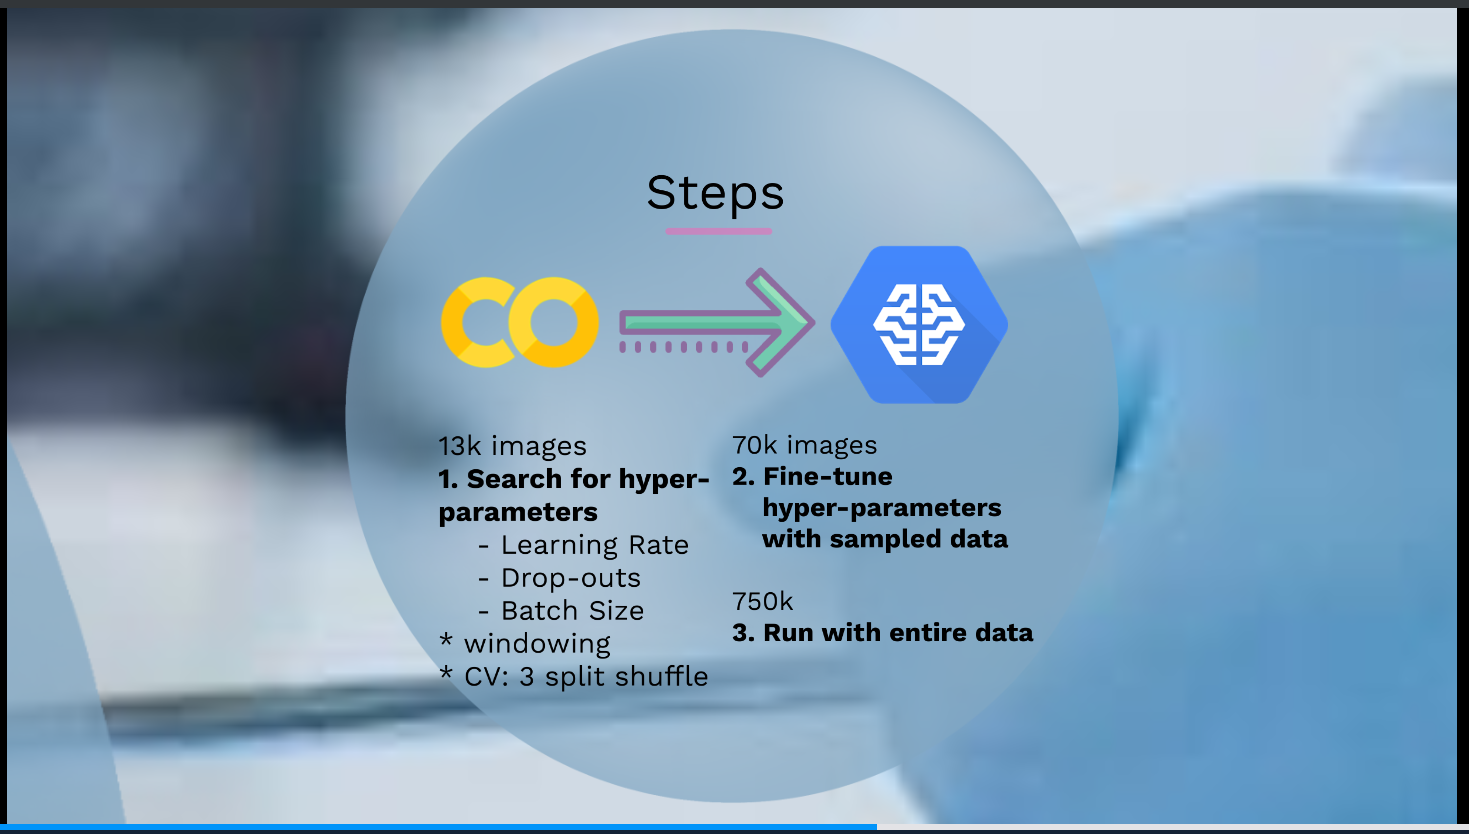 Steps
13k images
1. Search for hyper-
parameters
- Learning Rate
- Drop-outs
- Batch Size
* windowing
* CV: 3 split shuffle
70k images
2. Fine-tune
hyper-parameters
with sampled data
750k
3. Run with entire data